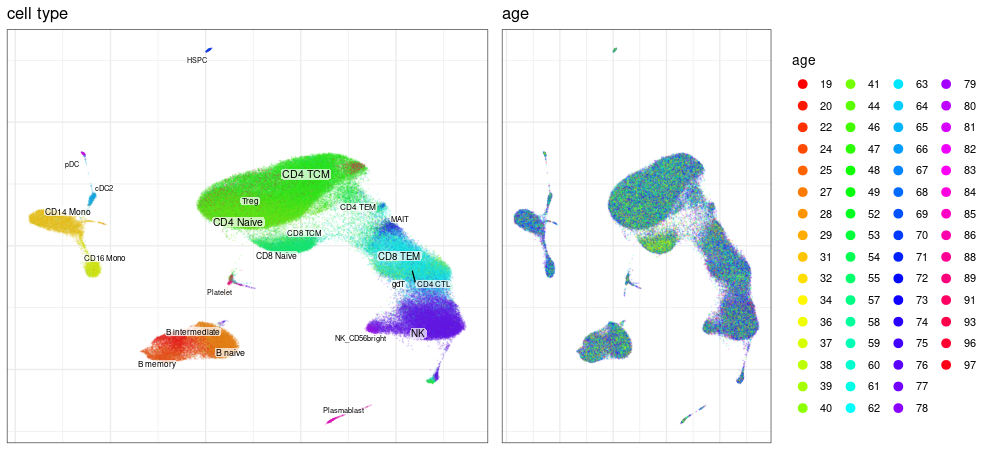 cell type
HSPC
pDC
cDC2
CD14 Mono
CD16 Mono
CD4 TCM
Treg
CD4 TEM
CD4 Naive
MAIT
CD8 TCM
CD8 Naive
CD8 TEM
gdT
CD4 CTL
Platelet
B intermediate
NK
NK_CD56bright
B naive
B memory
Plasmablast
age
age
19 41 63 79
20 44 64 80
22 46 65 81
24 47 66 82
25 48 67 83
27 49 68 84
28 52 69 85
29 53 70 86
31 54 71 88
32 55 72 89
34 57 73 91
36 58 74 93
37 59 75 96
38 60 76 97
39 61 77
40 62 78